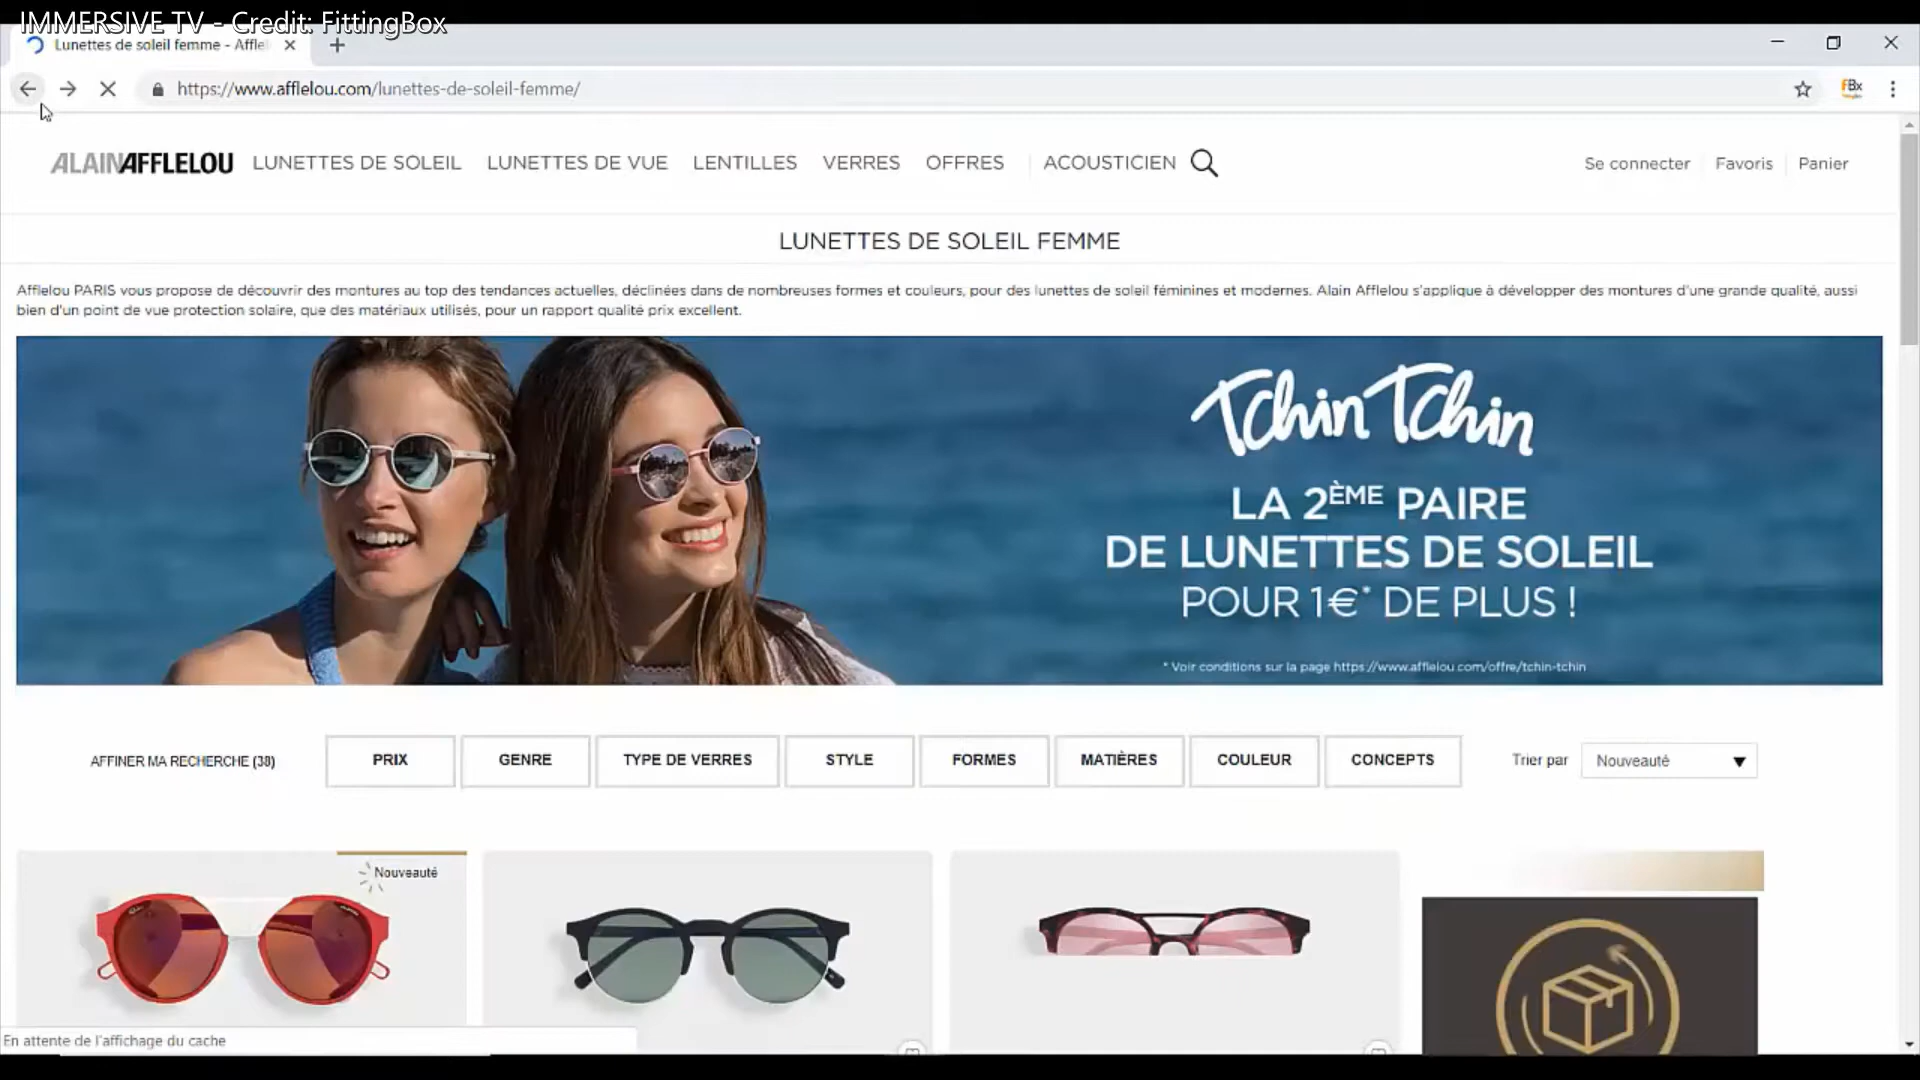 IMMERSIVE TV - Credit: FittingBox
Lunettes de soleil femme - Affle
https://www.afflelou.com/lunettes-de-soleil-femme/
fBx
ALAINAFFLELOU LUNETTES DE SOLEIL LUNETTES DE VUE LENTILLES VERRES OFFRES ACOUSTICIEN Se connecter Favoris Panier
LUNETTES DE SOLEIL FEMME
Afflelou PARIS vous propose de découvrir des montures au top des tendances actuelles, déclinées dans de nombreuses formes et couleurs, pour des lunettes de soleil féminines et modernes. Alain Afflelou s'applique à développer des montures d'une grande qualité, aussi
bien d'un point de vue protection solaire, que des matériaux utilisés, pour un rapport qualité prix excellent.
Tchin Tchin
LA 2ÈME PAIRE
DE LUNETTES DE SOLEIL
POUR 1€* DE PLUS !
* Voir conditions sur la page https://www.afflelou.com/offre/tchin-tchin
AFFINER MA RECHERCHE (38) PRIX GENRE TYPE DE VERRES STYLE FORMES MATIÈRES COULEUR CONCEPTS Trier par Nouveauté
Nouveauté
En attente de l'affichage du cache